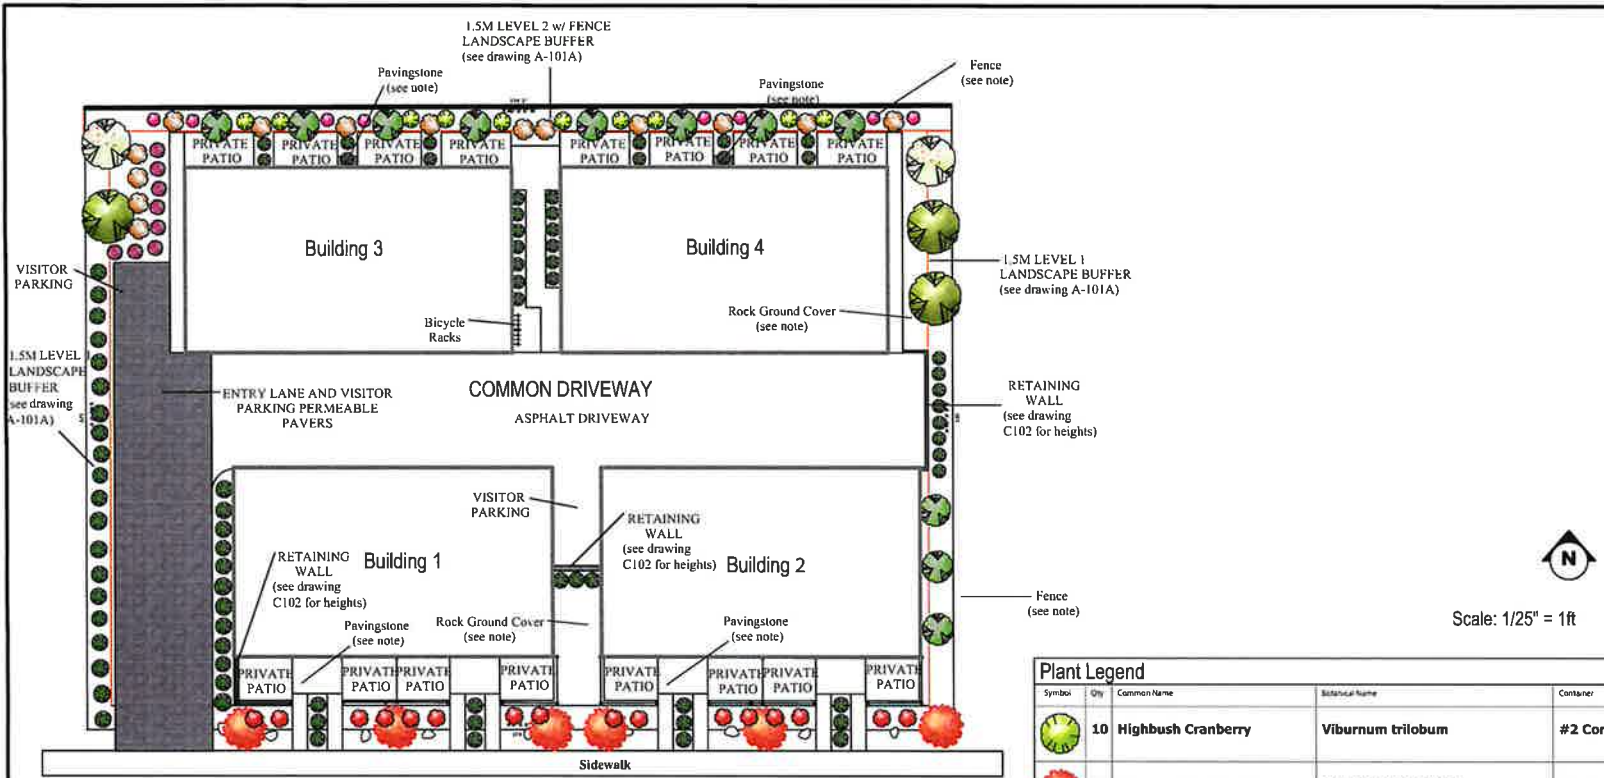 1.5M LEVEL 2 w/ FENCE
LANDSCAPE BUFFER
(see drawing A-101A)
Pavingstone
(see note)
Pavingstone
(see note)
Fence
(see note)
PRIVATE
PATIO
PRIVATE
PATIO
PRIVATE
PATIO
PRIVATE
PATIO
PRIVATE
PATIO
PRIVATE
PATIO
PRIVATE
PATIO
PRIVATE
PATIO
Building 3
Building 4
VISITOR
PARKING
1.5M LEVEL 1
LANDSCAPE BUFFER
(see drawing A-101A)
Bicycle
Racks
Rock Ground Cover
(see note)
1.5M LEVEL
LANDSCAPE
BUFFER
see drawing
A-101A)
ENTRY LANE AND VISITOR
PARKING PERMEABLE
PAVERS
COMMON DRIVEWAY
ASPHALT DRIVEWAY
RETAINING
WALL
(see drawing
C102 for heights)
VISITOR
PARKING
RETAINING
WALL
(see drawing
C102 for heights)
Building 1
RETAINING
WALL
(see drawing
C102 for heights)
Building 2
Pavingstone
(see note)
Rock Ground Cover
(see note)
Pavingstone
(see note)
Fence
(see note)
N
Scale: 1/25" = 1ft
PRIVATE
PATIO
PRIVATE
PATIO
PRIVATE
PATIO
PRIVATE
PATIO
PRIVATE
PATIO
PRIVATE
PATIO
PRIVATE
PATIO
PRIVATE
PATIO
Sidewalk
Plant Legend
Symbol Qty Common Name Botanical Name Container
10 Highbush Cranberry Viburnum trilobum #2 Con